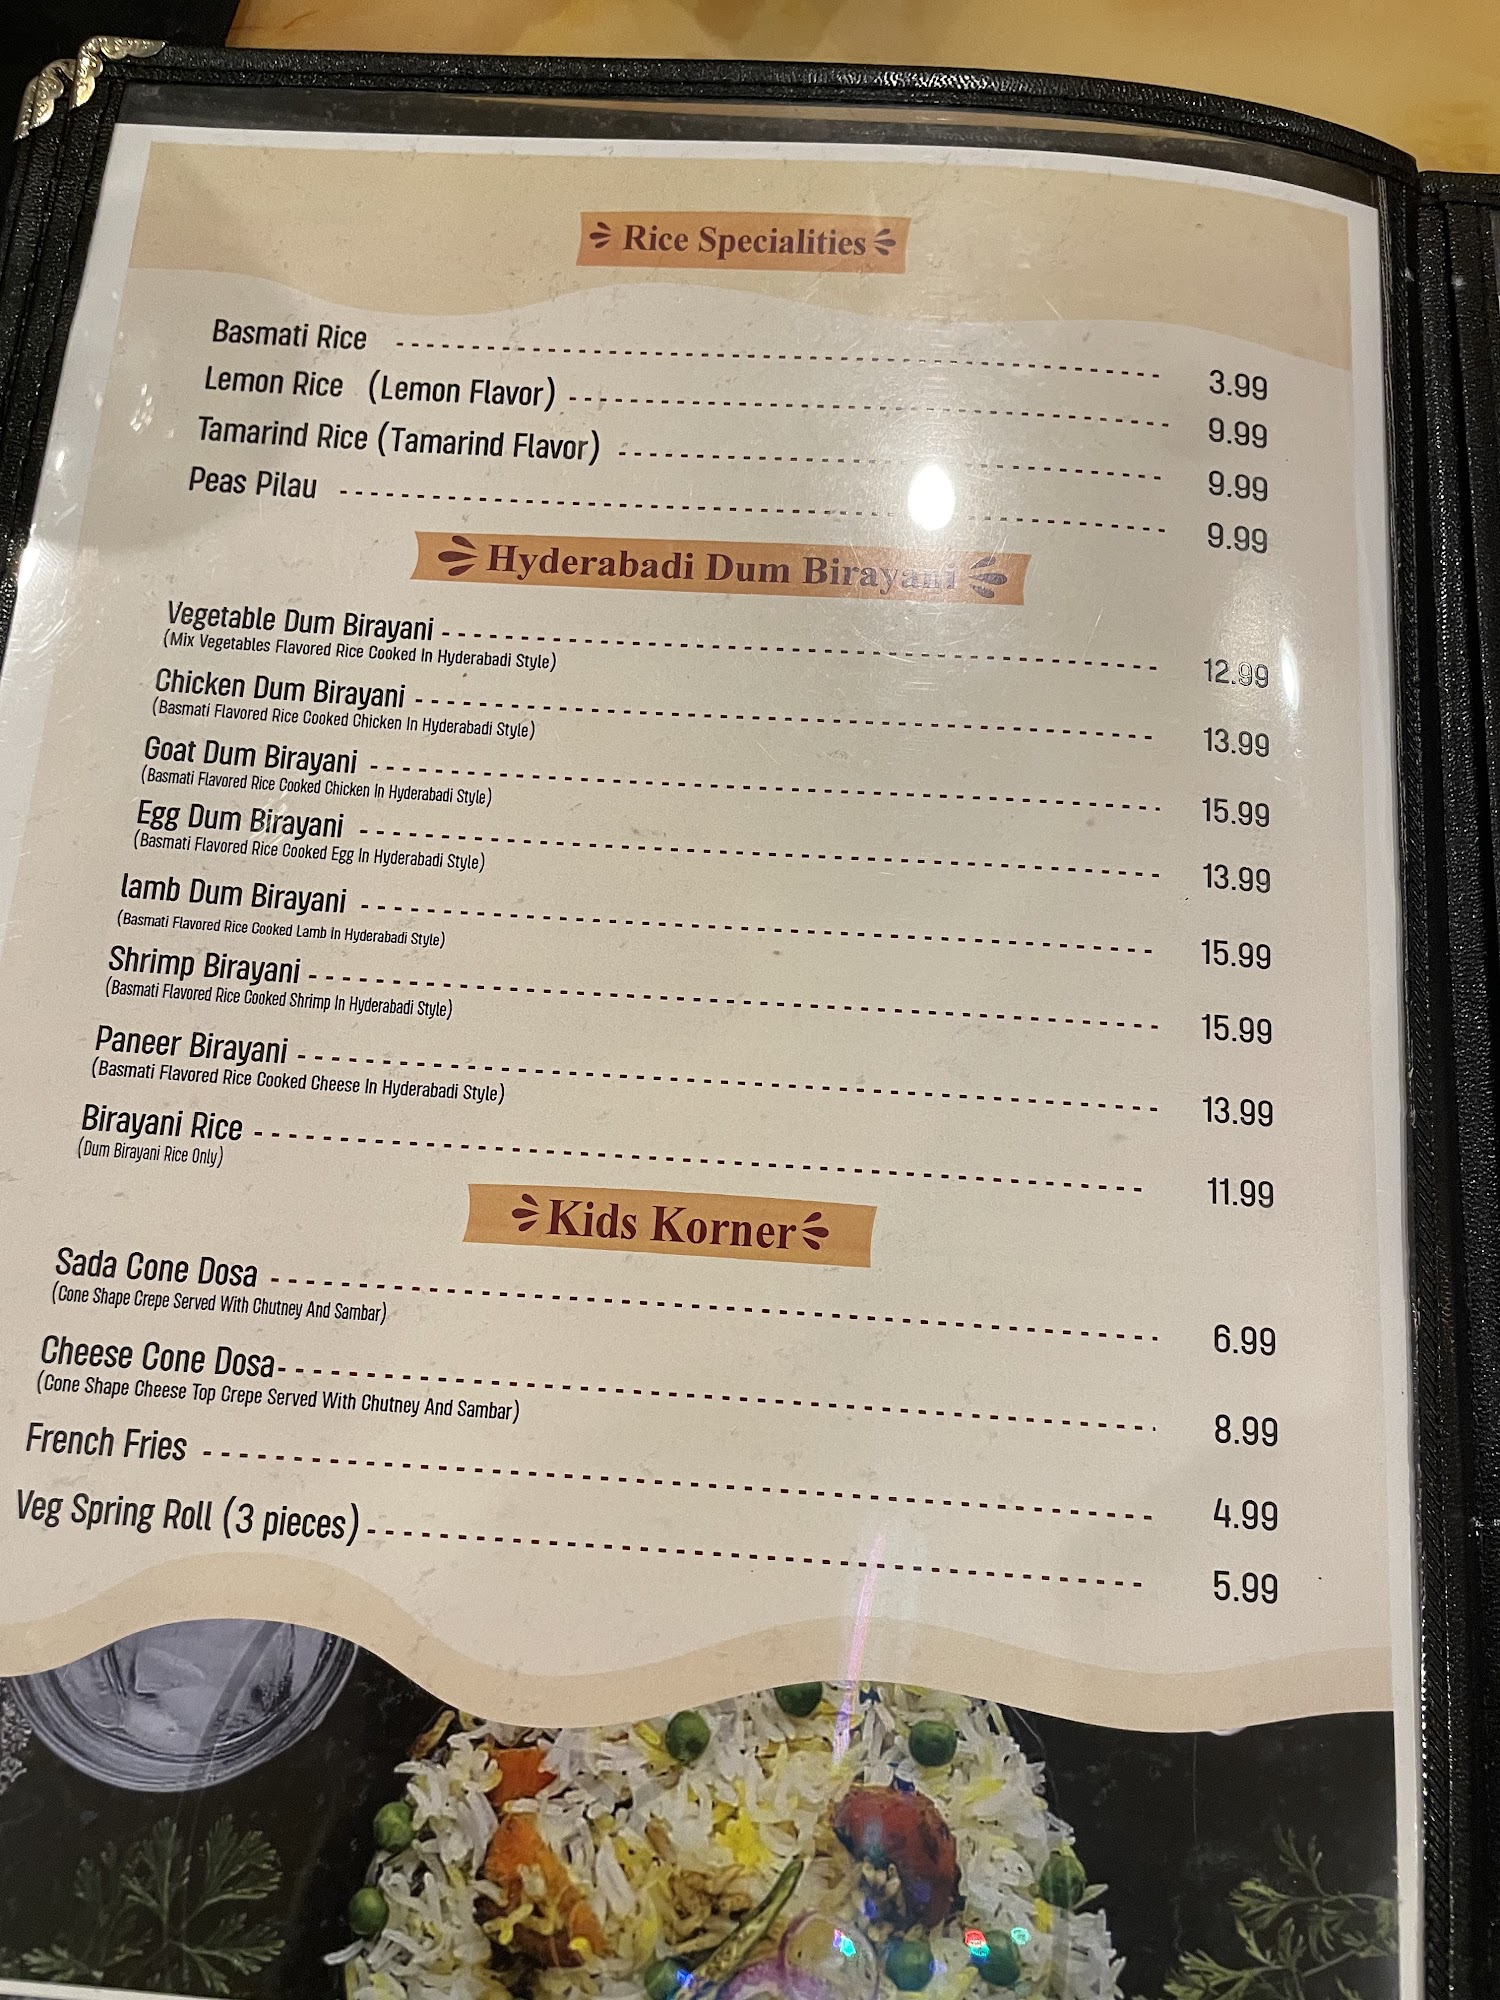 Rice Specialities
Basmati Rice 3.99
Lemon Rice (Lemon Flavor) 9.99
Tamarind Rice (Tamarind Flavor) 9.99
Peas Pilau 9.99
Hyderabadi Dum Birayani
Vegetable Dum Birayani 12.99
(Mix Vegetables Flavored Rice Cooked In Hyderabadi Style)
Chicken Dum Birayani 13.99
(Basmati Flavored Rice Cooked Chicken In Hyderabadi Style)
Goat Dum Birayani 15.99
(Basmati Flavored Rice Cooked Chicken In Hyderabadi Style)
Egg Dum Birayani 13.99
(Basmati Flavored Rice Cooked Egg In Hyderabadi Style)
lamb Dum Birayani 15.99
(Basmati Flavored Rice Cooked Lamb In Hyderabadi Style)
Shrimp Birayani 15.99
(Basmati Flavored Rice Cooked Shrimp In Hyderabadi Style)
Paneer Birayani 13.99
(Basmati Flavored Rice Cooked Cheese In Hyderabadi Style)
Birayani Rice 11.99
(Dum Birayani Rice Only)
Kids Korner
Sada Cone Dosa 6.99
(Cone Shape Crepe Served With Chutney And Sambar)
Cheese Cone Dosa 8.99
(Cone Shape Cheese Top Crepe Served With Chutney And Sambar)
French Fries 4.99
Veg Spring Roll (3 pieces) 5.99